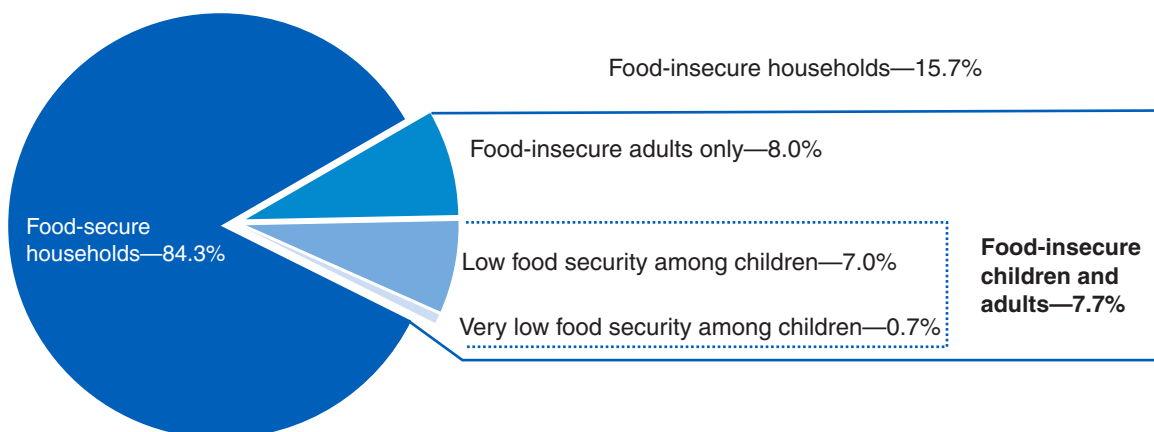 Food-insecure households—15.7%
Food-insecure adults only—8.0%
Food-secure
households—84.3%
Low food security among children—7.0%
Very low food security among children—0.7%
Food-insecure
children and
adults—7.7%